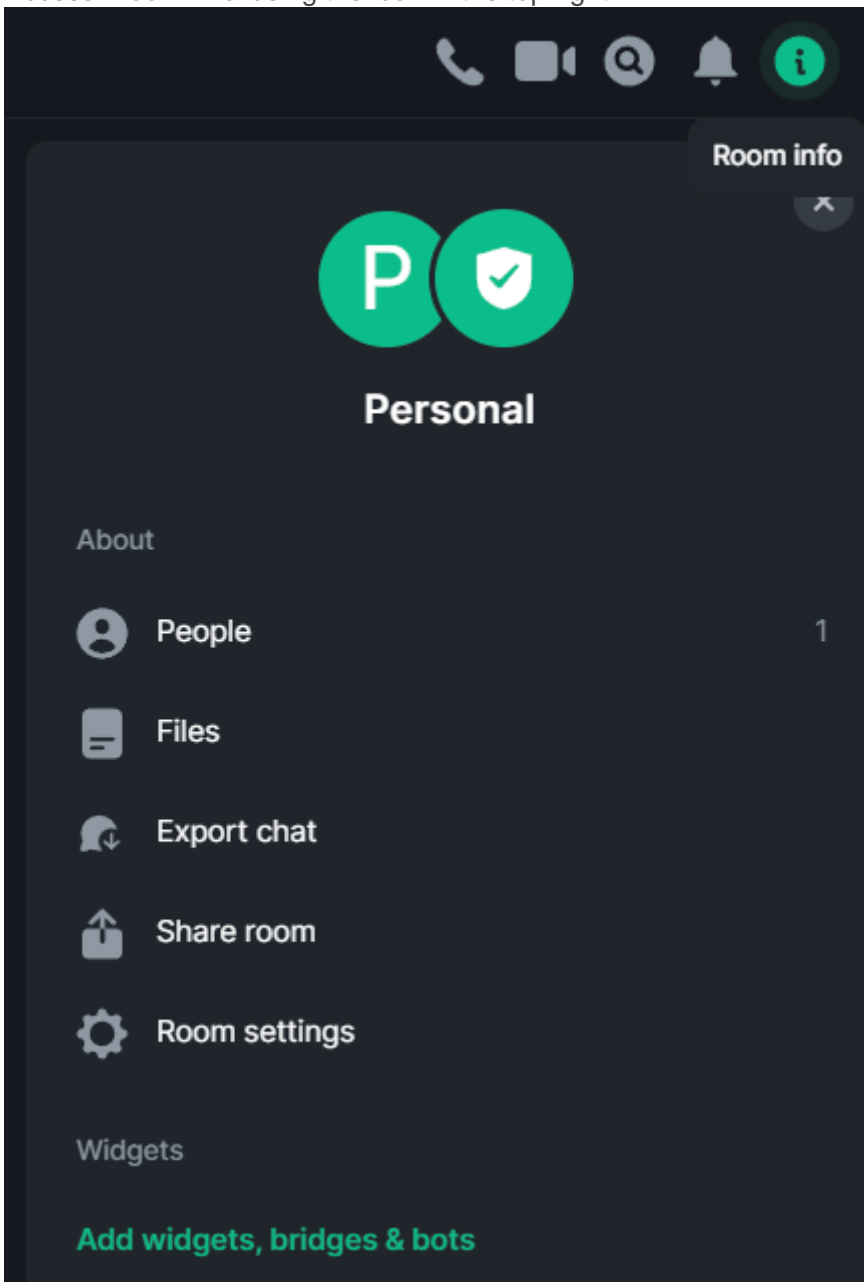 Room info
P
Personal
About
People 1
Files
Export chat
Share room
Room settings
Widgets
Add widgets, bridges & bots